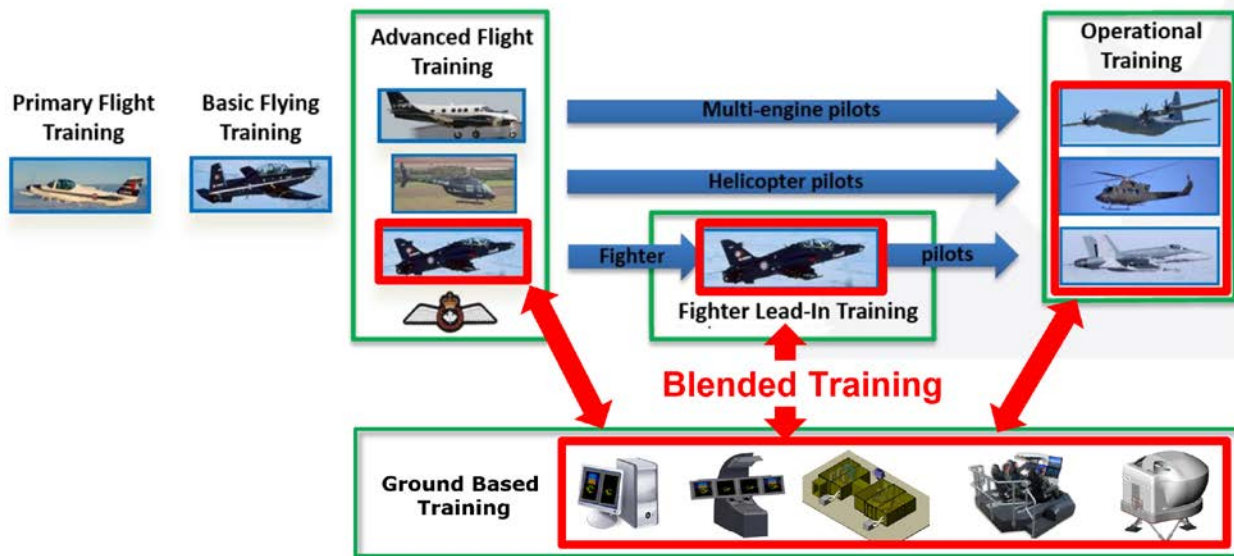 Primary Flight
Training
Basic Flying
Training
Advanced Flight
Training
Multi-engine pilots
Helicopter pilots
Fighter
pilots
Fighter Lead-In Training
Operational
Training
Blended Training
Ground Based
Training